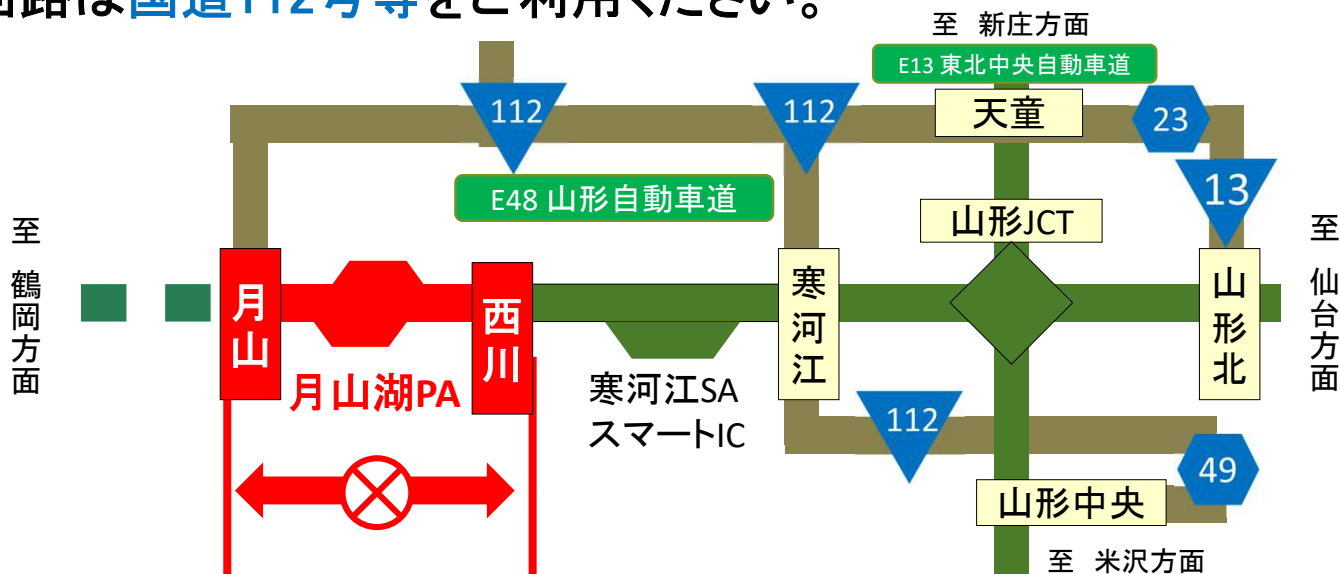 回路は国道112号等をご利用ください。
至 新庄方面
E13 東北中央自動車道
112
112
天童
23
E48 山形自動車道
13
山形JCT
至 鶴岡方面
月山
西川
寒河江
山形北
至 仙台方面
月山湖PA
寒河江SA
スマートIC
112
49
山形中央
至 米沢方面